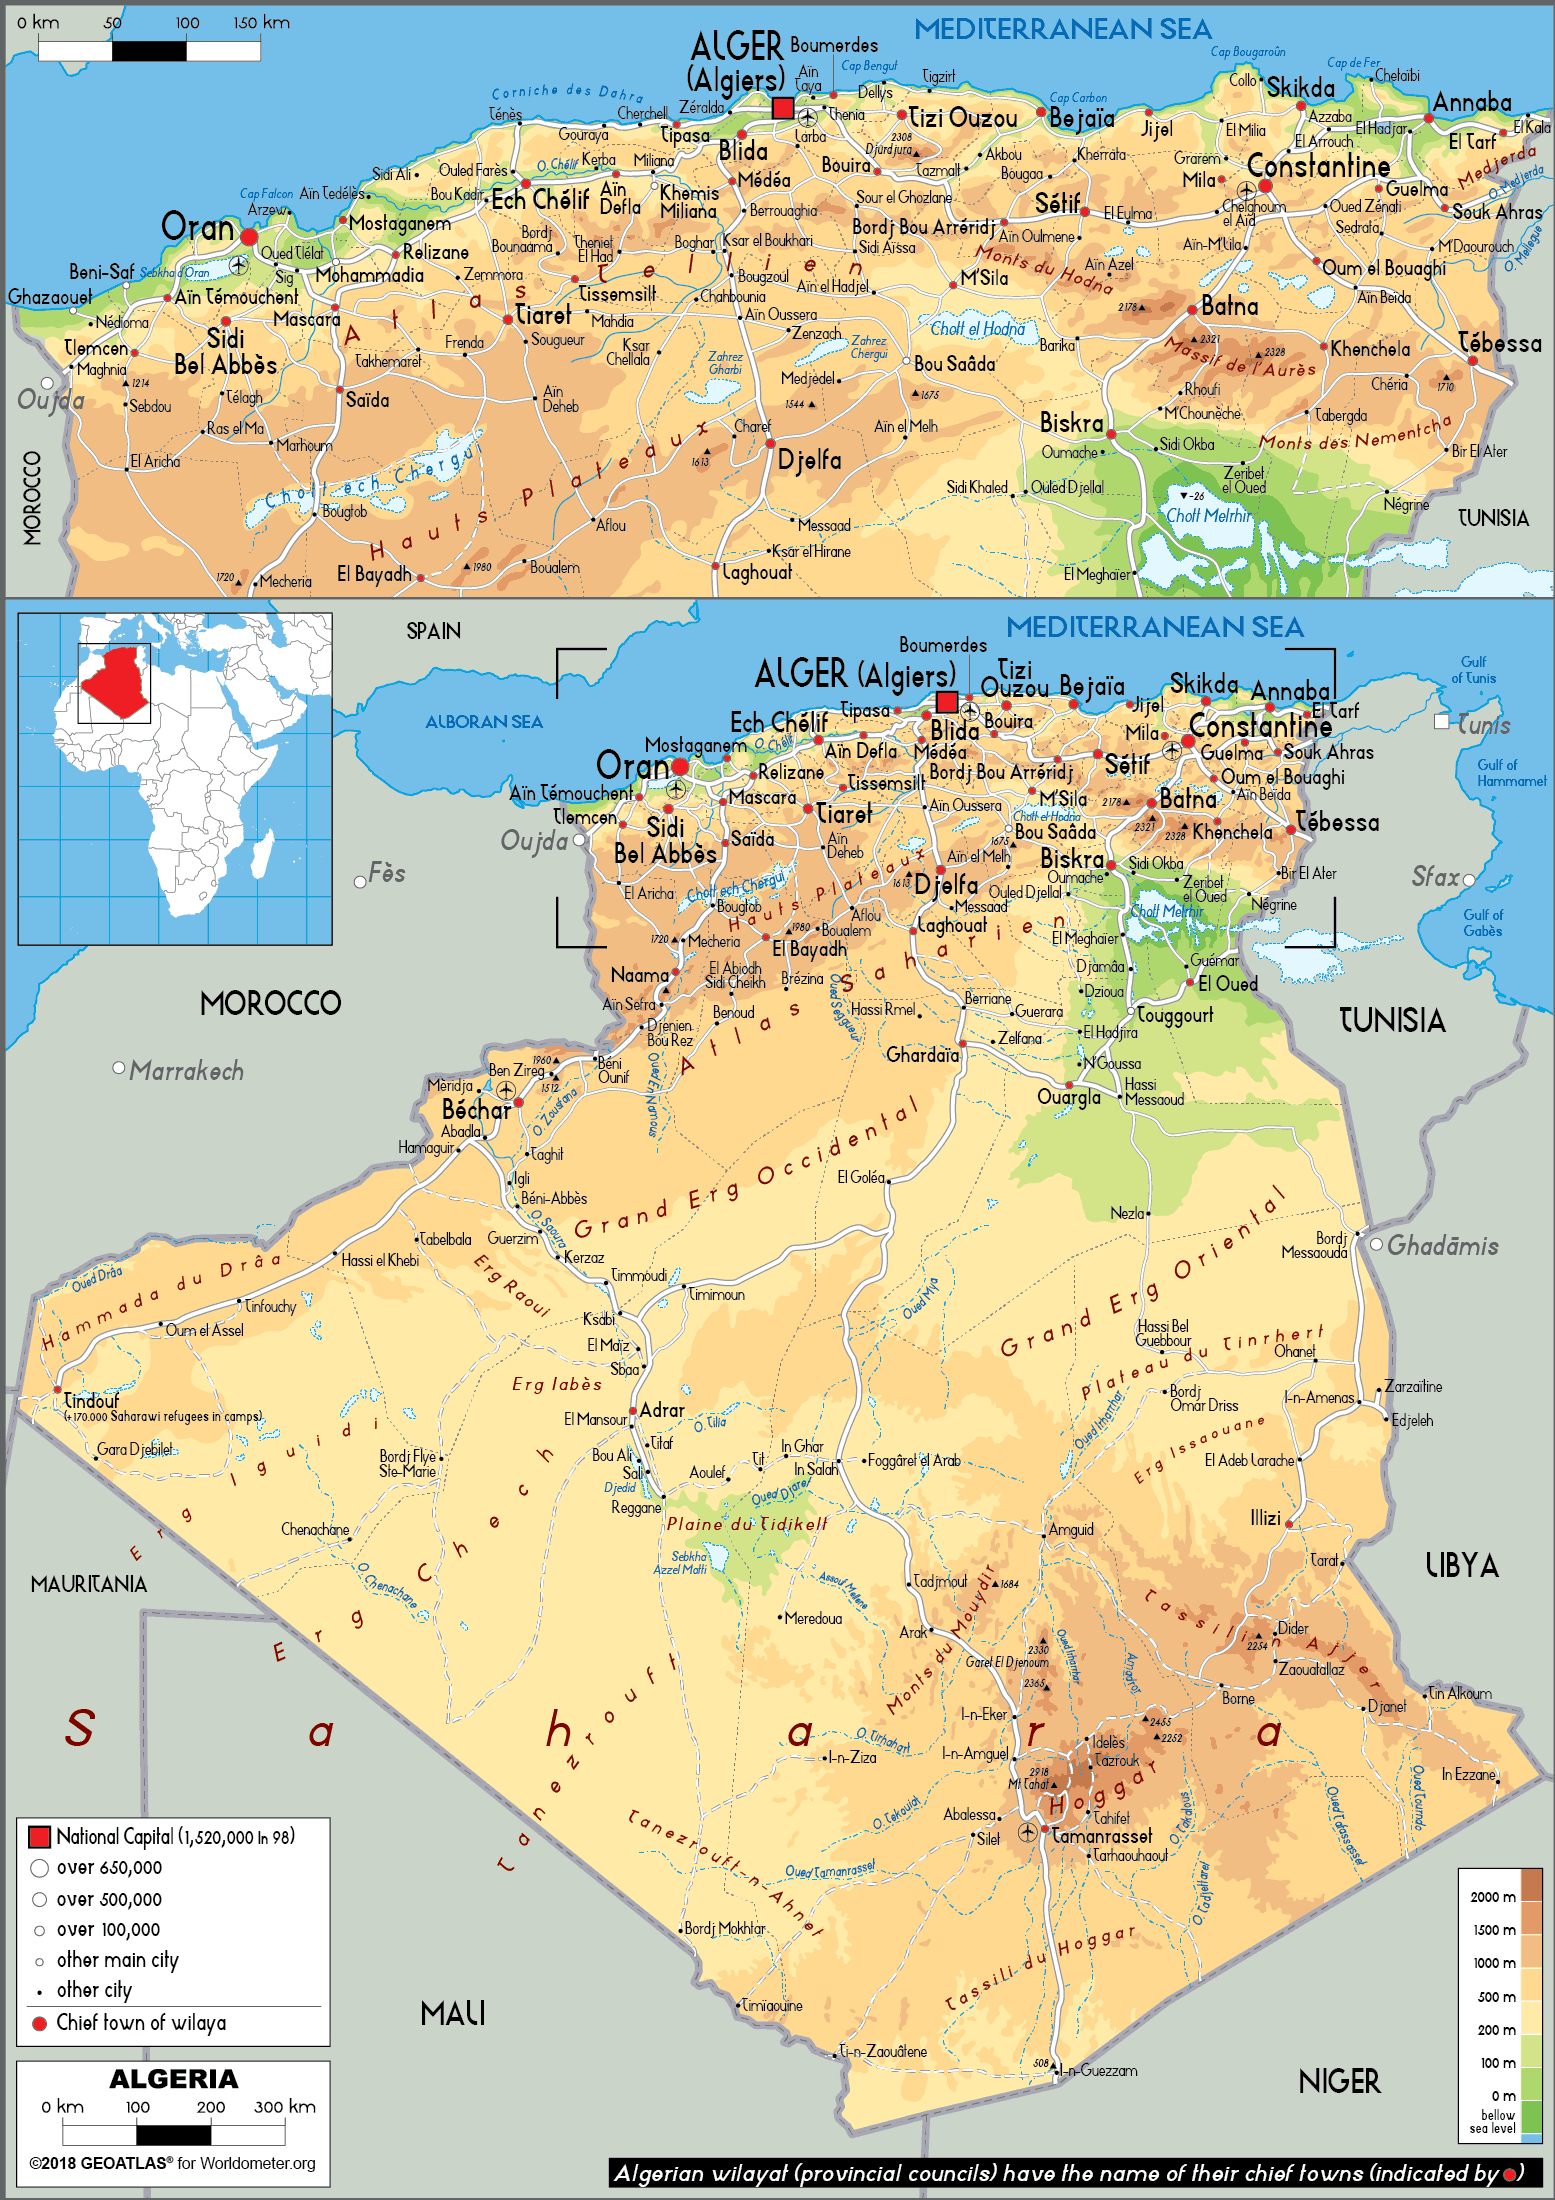 0 km 50 100 150 km
MEDITERRANEAN SEA
ALGER
(Algiers)
Boumerdes
Aïn
Taya
Cap Bengut
Dellys
Tigzirt
Cap Bougaroûn
Collo
Skikda
Cap de Fer
Chetaïbi
Corniche des Dahra
Ténès
Gouraya
Cherchell
Zéralda
Tipasa
Blida
Larba
Thenia
Tizi Ouzou
2308
Djurdjura
Cap Carbon
Bejaïa
Jijel
El Milia
Azzaba
El Arrouch
El Hadjar
Annaba
El Tarf
El Kala
Medjerda
O. Medjerda
Sidi Ali
Ouled Farès
O. Chélif
Kerba
Miliana
Bouira
Tazmalt
Akbou
Bougaa
Kherrata
Grarem
Mila
Constantine
Guelma
Souk Ahras
Cap Falcon
Arzew
Aïn Tedélès
Mostaganem
Bou Kadir
Ech Chélif
Aïn
Defla
Khemis
Miliana
Médéa
Berrouaghia
Sour el Ghozlane
Bordj Bou Arréridj
Sétif
El Eulma
Chelghoum
el Aïd
Oued Zénati
Sedrata
M'Daourouch
O. Mellegue
Oran
Oued Tlélat
Sig
Mohammadia
Relizane
Zemmora
Bordj
Bounaama
Theniet
El Had
Boghar
Ksar el Boukhari
Sidi Aïssa
Aïn Oulmene
Aïn-M'Lila
Oum el Bouaghi
Beni-Saf
Sebkha d'Oran
Ghazaouet
Aïn Témouchent
Nédroma
Sidi
Bel Abbès
Mascara
Tissemsilt
Tiaret
Mahdia
Bougzoul
Chahbounia
Aïn el Hadjel
M'Sila
Monts du Hodna
Aïn Azel
2178
Batna
Aïn Beida
Atlas Tellien
Tlemcen
Maghnia
Oujda
1214
Sebdou
Télagh
Takhemaret
Frenda
Sougueur
Ksar
Chellala
Aïn Oussera
Zenzach
Zahrez
Chergui
Zahrez
Gharbi
Chott el Hodna
Barika
2321
2328
Massif de l'Aurès
Khenchela
Tébessa
Saïda
Aïn
Deheb
Medjedel
1544
Bou Saâda
1675
Rhoufi
M'Chouneche
Chéria
1710
Ras el Ma
Marhoum
El Aricha
Charef
1613
Djelfa
Aïn el Melh
Biskra
Oumache
Sidi Okba
Tabergda
Monts des Nementcha
Bir El Ater
MOROCCO
Chott ech Chergui
Bougtob
Hauts Plateaux
Aflou
Messaad
Sidi Khaled
Ouled Djellal
Zeribet
el Oued
-26
Chott Melrhir
Négrine
TUNISIA
1720
Mecheria
El Bayadh
1980
Boualem
Ksar el Hirane
Laghouat
El Meghaïer
SPAIN
MEDITERRANEAN SEA
ALBORAN SEA
Boumerdes
ALGER (Algiers)
Tizi
Ouzou
Bejaïa
Skikda
Annaba
Gulf
of Tunis
Tipasa
Jijel
El Tarf
Tunis
Ech Chélif
Blida
Bouira
Mila
Constantine
Mostaganem
O. Chélif
Aïn Defla
Médéa
Guelma
Souk Ahras
Oran
Relizane
Tissemsilt
Bordj Bou Arréridj
Sétif
Oum el Bouaghi
Gulf of
Hammamet
Aïn Témouchent
Mascara
Tiaret
Aïn Oussera
M'Sila
2178
Batna
Aïn Beïda
Tlemcen
Sidi
Bel Abbès
Saïda
Chott el Hodna
Bou Saâda
2321
2328
Khenchela
Tébessa
Oujda
Aïn
Deheb
1675
Aïn el Melh
Biskra
Sidi Okba
Fès
El Aricha
Chott ech Chergui
1613
Djelfa
Oumache
Zeribet
el Oued
Bir El Ater
Sfax
Bougtob
Hauts Plateaux
Ouled Djellal
Messaad
Chott Melrhir
Négrine
Gulf of
Gabès
Aflou
1980
Boualem
Laghouat
1720
Mecheria
El Bayadh
El Meghaïer
Naama
El Abiodh
Sidi Cheikh
Brézina
Djamâa
Guémar
El Oued
MOROCCO
Aïn Sefra
Benoud
Oued Seggueur
Hassi Rmel
Berriane
Guerara
Dzioua
Touggourt
TUNISIA
Djenien
Bou Rez
Atlas Saharien
Ghardaïa
Zelfana
El Hadjira
Marrakech
1960
Ben Zireg
1512
Béni
Ounif
Oued En Namous
N'Goussa
Mèridja
Béchar
O. Zousfana
Ouargla
Hassi
Messaoud
Abadla
Hamaguir
Taghit
Grand Erg Occidental
Igli
Béni-Abbès
El Goléa
Nezla
Tabelbala
Guerzim
O. Saoura
Kerzaz
Bordj
Messaouda
Ghadāmis
Hassi el Khebi
Hammada du Drâa
Oued Drâa
Erg Raoui
Timmoudi
Timimoun
Oued Mya
Grand Erg Oriental
Tinfouchy
Oum el Assel
Ksabi
El Maïz
Sbaa
Hassi Bel
Guebbour
Plateau du Tinrhert
Ohanet
Tindouf
(+170.000 Saharawi refugees in camps)
Erg Iabès
Adrar
El Mansour
O. Tilia
Oued Irharrhar
Bordj
Omar Driss
I-n-Amenas
Zarzaïtine
Edjeleh
Gara Djebilet
Erg Iguidi
Bordj Flye
Ste-Marie
Titaf
Bou Ali
Sali
Djedid
Aoulef
Tit
In Ghar
In Salah
Foggâret el Arab
Erg Issaouane
El Adeb Larache
Reggane
Oued Djaret
Plaine du Tidikelt
Chenachane
O. Chenachane
Erg Chech
Sebkha
Azzel Matti
Illizi
Amguid
Tarat
MAURITANIA
LIBYA
Assouf Mellene
Tadjmout
1684
Meredoua
Arak
Monts du Mouydir
Tassili n Ajjer
2330
Garet El Djenoum
2365
Oued Irharrhar
Amadror
Dider
2254
Zaouatallaz
Borne
Djanet
Tin Alkoum
Sahara
I-n-Eker
2455
2252
Idelès
Tazrouk
O. Tirhahart
I-n-Ziza
I-n-Amguel
2918
Mt Tahat
Hoggar
In Ezzane
Tanezrouft
Tanezrouft-n-Ahnet
O. Tekouiat
Abalessa
Silet
Tahifet
Tamanrasset
Tarhaouhaout
O. Takalous
Oued Tafassasset
Oued Toumdo
Oued Tamanrasset
O. Tadjeltarel
Bordj Mokhtar
Tassili du Hoggar
Timïaouine
MALI
Ti-n-Zaouâtene
508
I-n-Guezzam
NIGER
National Capital (1,520,000 In 98)
over 650,000
over 500,000
over 100,000
other main city
other city
Chief town of wilaya
2000 m
1500 m
1000 m
500 m
200 m
100 m
0 m
bellow
sea level
ALGERIA
0 km 100 200 300 km
©2018 GEOATLAS® for Worldometer.org
Algerian wilayat (provincial councils) have the name of their chief towns (indicated by )